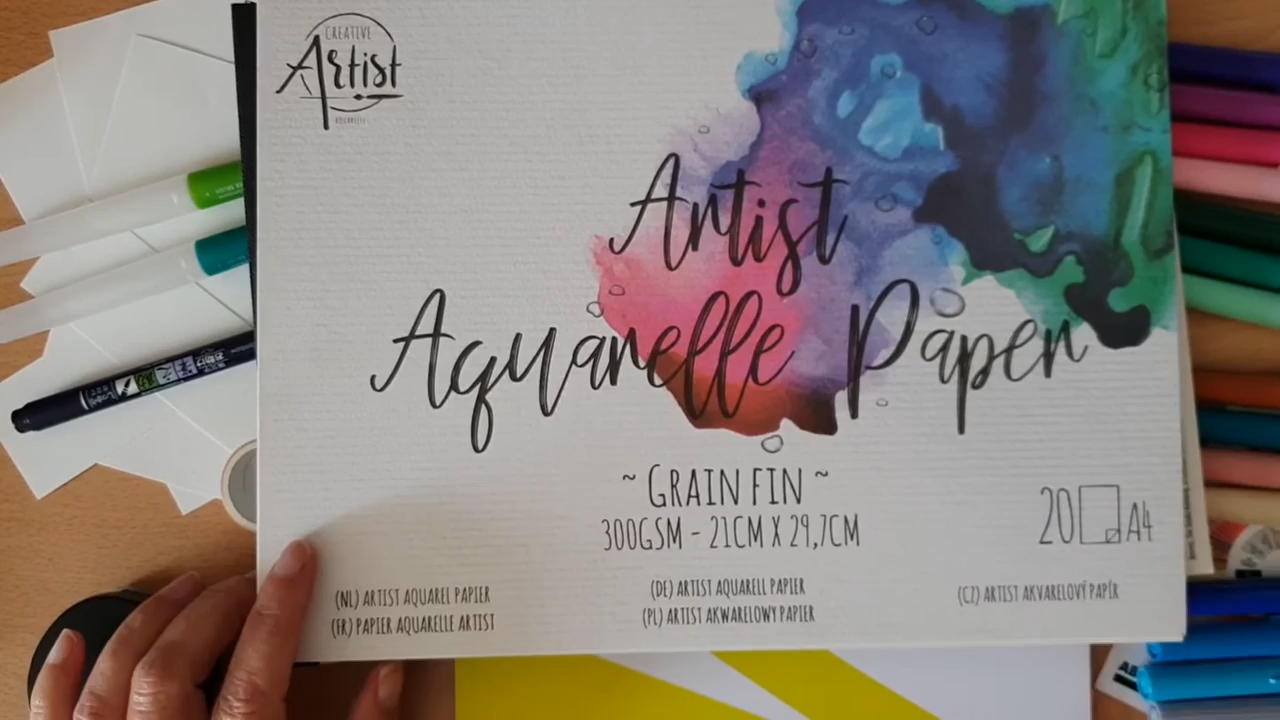 CREATIVE
Artist
AQUARELLE
Artist
Aquarelle Paper
~ GRAIN FIN ~
300GSM - 21CM X 29,7CM
20 A4
(NL) ARTIST AQUAREL PAPIER
(FR) PAPIER AQUARELLE ARTIST
(DE) ARTIST AQUARELL PAPIER
(PL) ARTIST AKWARELOWY PAPIER
(CZ) ARTIST AKVARELOVÝ PAPÍR